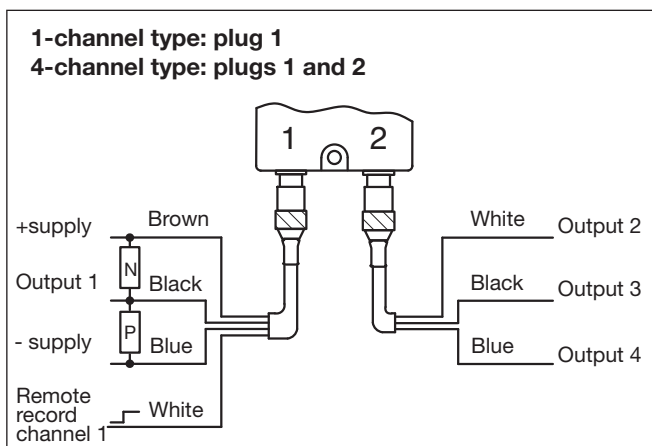 1-channel type: plug 1
4-channel type: plugs 1 and 2
1
2
+supply
Brown
N
Output 1
Black
P
- supply
Blue
Remote
record
channel 1
White
White
Output 2
Black
Output 3
Blue
Output 4